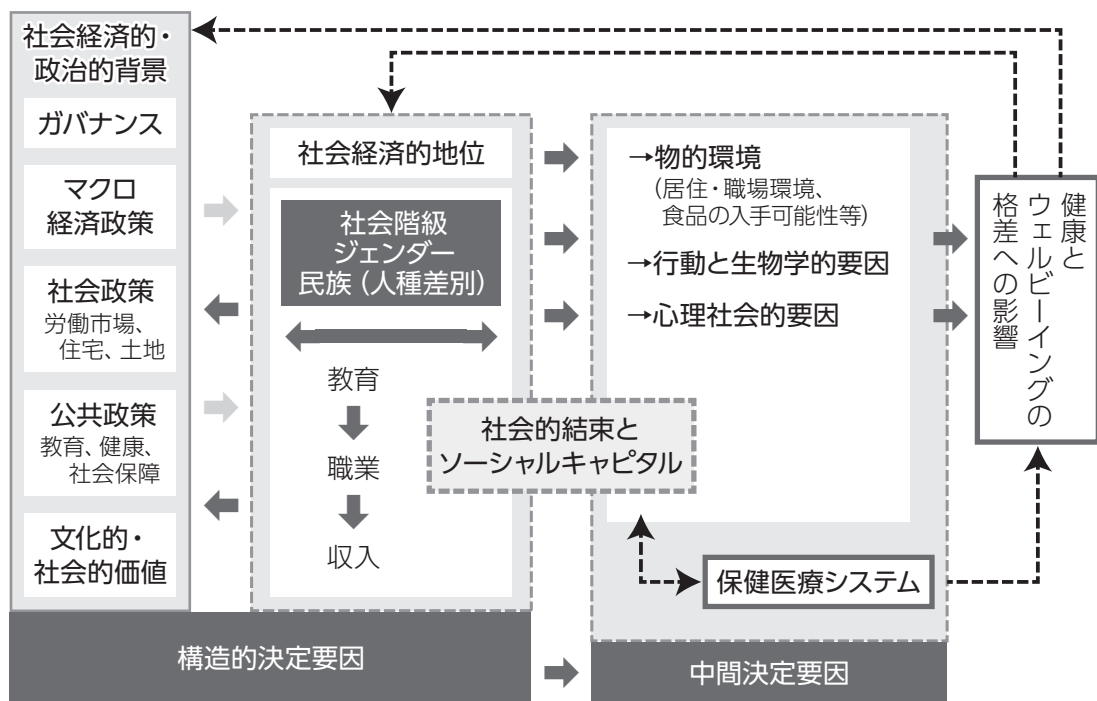 社会経済的・
政治的背景
ガバナンス
マクロ
経済政策
社会政策
労働市場、
住宅、土地
公共政策
教育、健康、
社会保障
文化的・
社会的価値
社会経済的地位
社会階級
ジェンダー
民族（人種差別）
教育
職業
収入
社会的結束と
ソーシャルキャピタル
→物的環境
（居住・職場環境、
食品の入手可能性等）
→行動と生物学的要因
→心理社会的要因
保健医療システム
健康と
ウェルビーイングの
格差への影響
構造的決定要因
中間決定要因